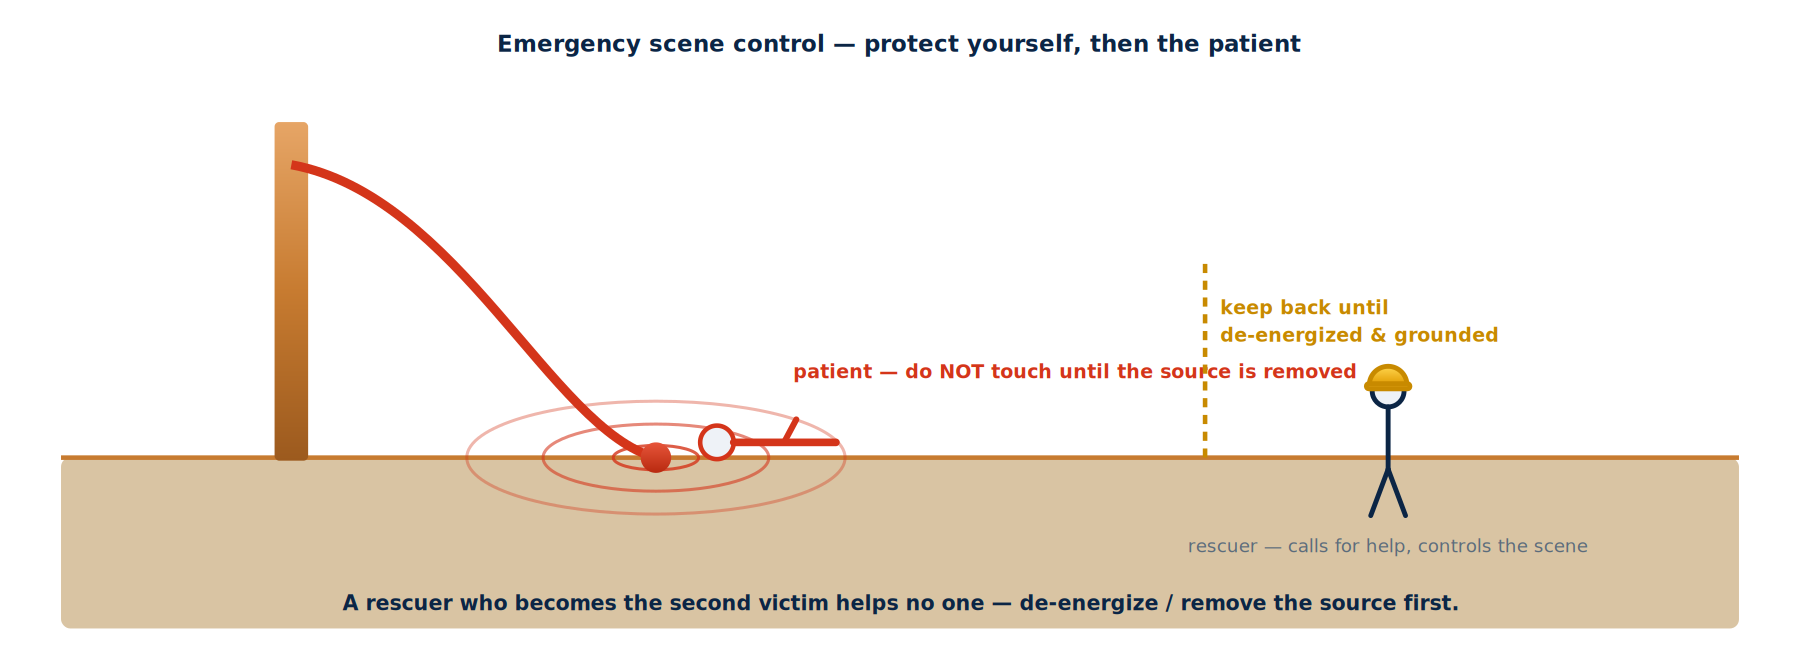 Emergency scene control — protect yourself, then the patient
keep back until
de-energized & grounded
patient — do NOT touch until the source is removed
rescuer — calls for help, controls the scene
A rescuer who becomes the second victim helps no one — de-energize / remove the source first.